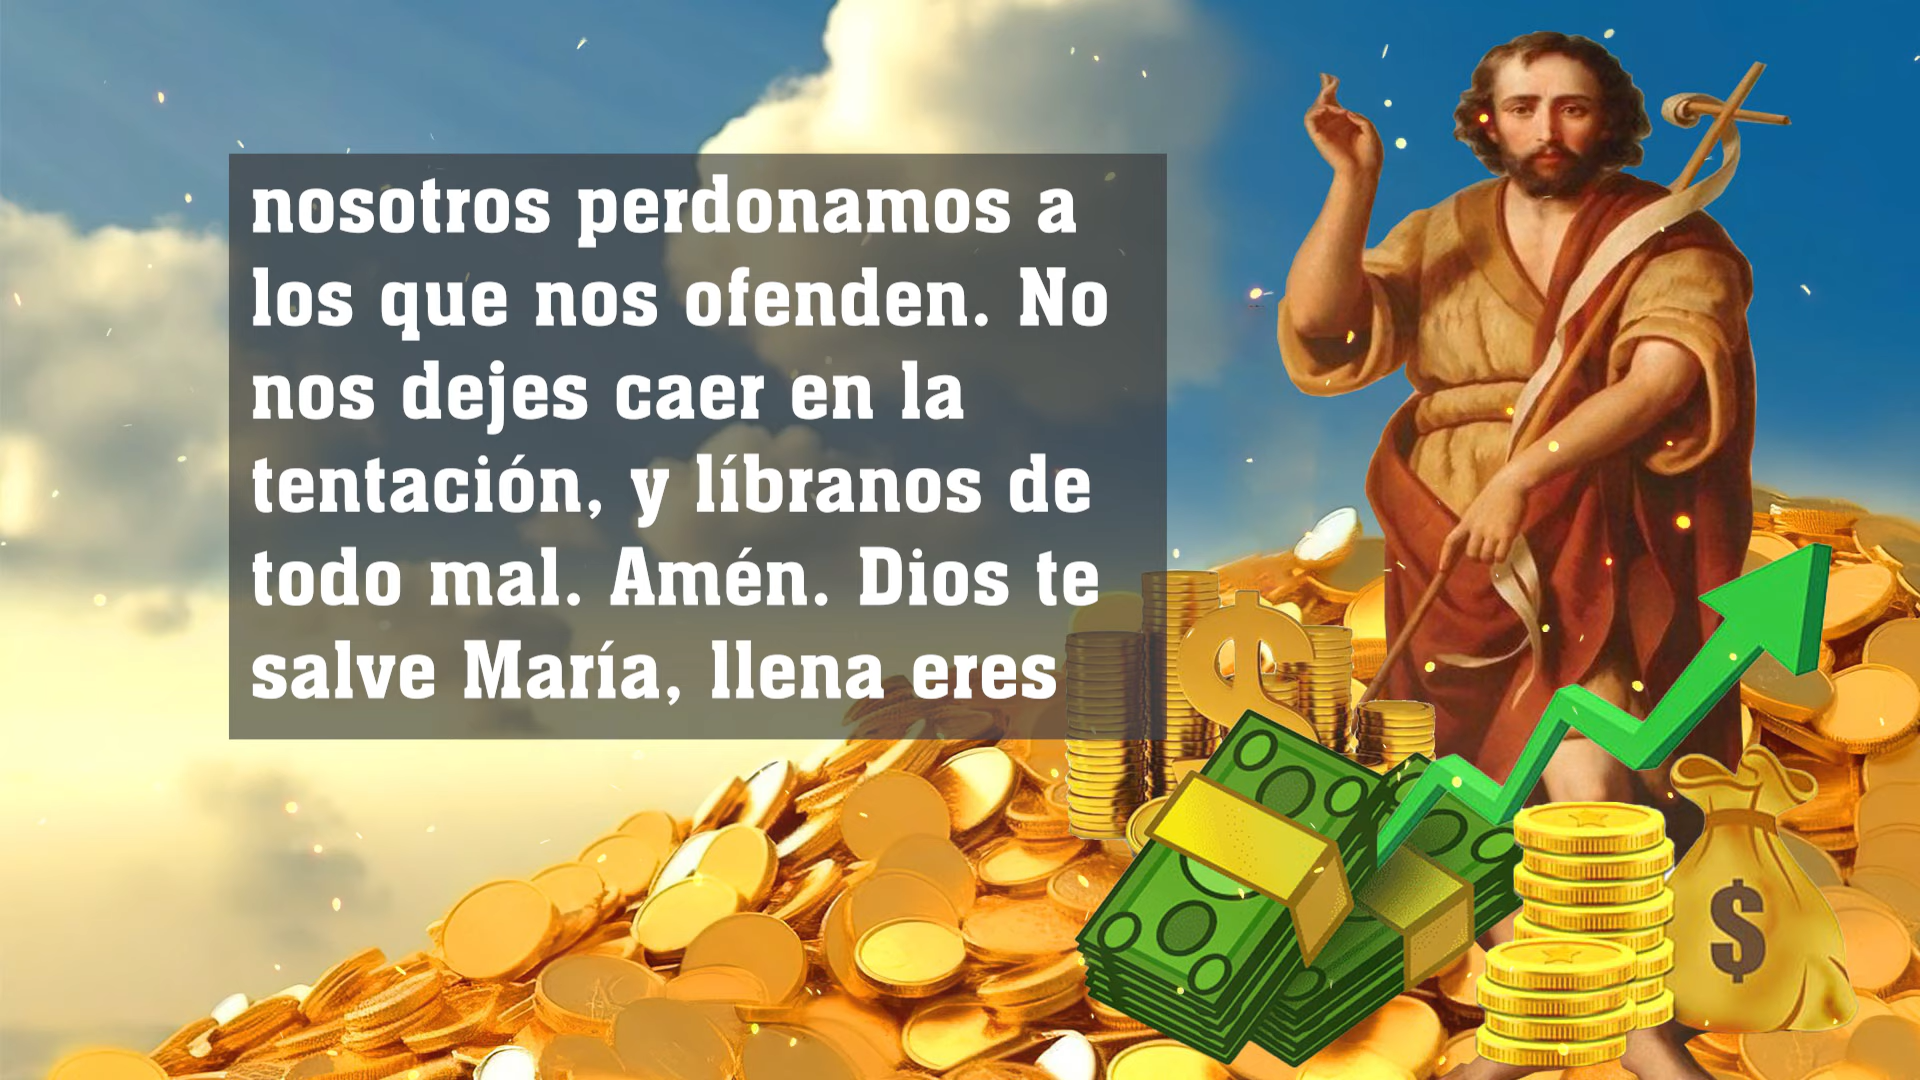 nosotros perdonamos a
los que nos ofenden. No
nos dejes caer en la
tentación, y líbranos de
todo mal. Amén. Dios te
salve María, llena eres
$
$